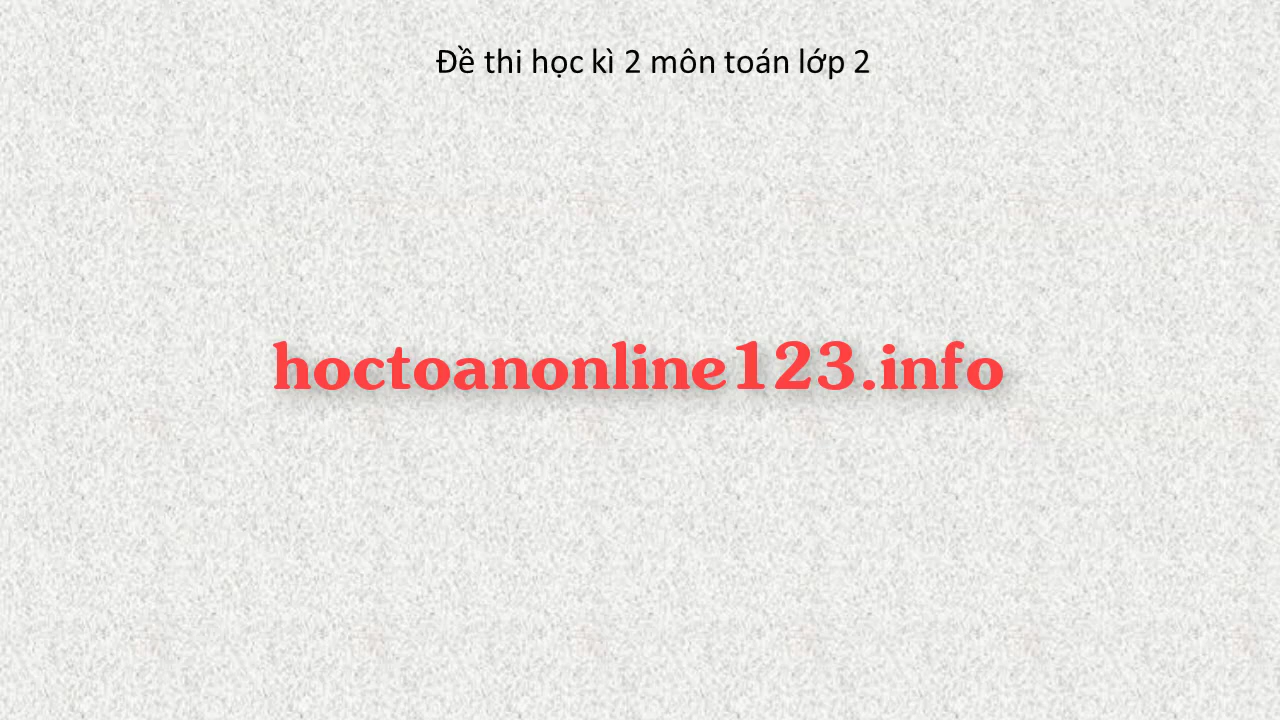 Đề thi học kì 2 môn toán lớp 2
hoctoanonline123.info